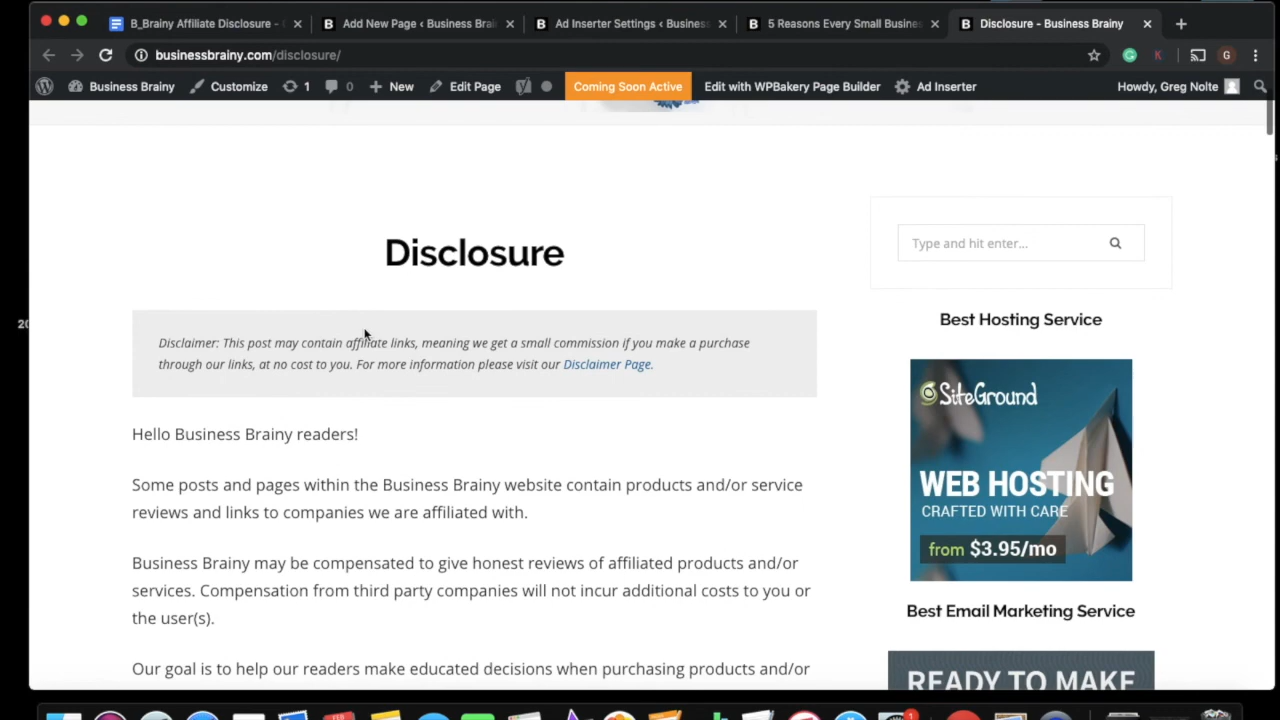 B_Brainy Affiliate Disclosure -
Add New Page ‹ Business Brai
Ad Inserter Settings ‹ Business
5 Reasons Every Small Busines
Disclosure - Business Brainy
businessbrainy.com/disclosure/
Business Brainy
Customize
1
0
New
Edit Page
Coming Soon Active
Edit with WPBakery Page Builder
Ad Inserter
Howdy, Greg Nolte
Disclosure
Disclaimer: This post may contain affiliate links, meaning we get a small commission if you make a purchase
through our links, at no cost to you. For more information please visit our Disclaimer Page.
Hello Business Brainy readers!
Some posts and pages within the Business Brainy website contain products and/or service
reviews and links to companies we are affiliated with.
Business Brainy may be compensated to give honest reviews of affiliated products and/or
services. Compensation from third party companies will not incur additional costs to you or
the user(s).
Our goal is to help our readers make educated decisions when purchasing products and/or
Type and hit enter...
Best Hosting Service
SiteGround
WEB HOSTING
CRAFTED WITH CARE
from $3.95/mo
Best Email Marketing Service
READY TO MAKE